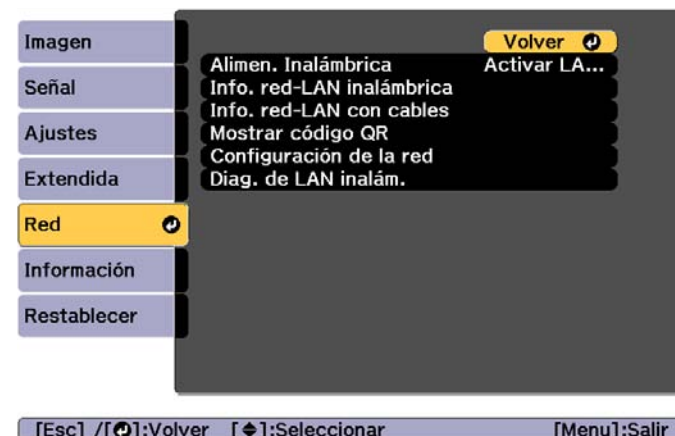 Imagen
Señal
Ajustes
Extendida
Red
Información
Restablecer
Volver
Alimen. Inalámbrica Activar LA...
Info. red-LAN inalámbrica
Info. red-LAN con cables
Mostrar código QR
Configuración de la red
Diag. de LAN inalám.
[Esc] /[⏎]:Volver [◆]:Seleccionar [Menu]:Salir